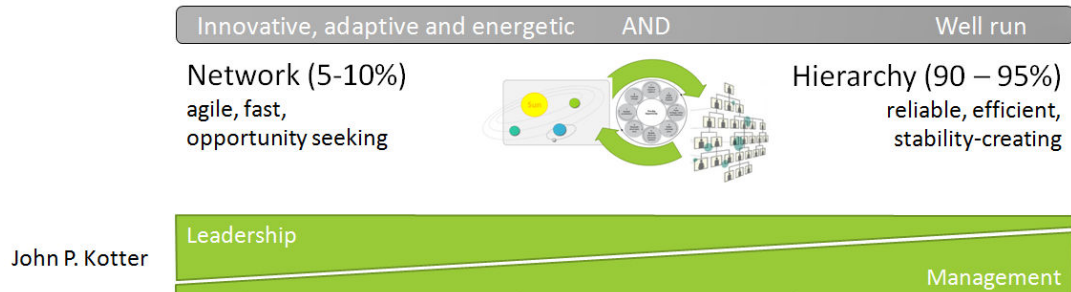 Innovative, adaptive and energetic AND Well run
Network (5-10%)
agile, fast,
opportunity seeking
Sun
Hierarchy (90 – 95%)
reliable, efficient,
stability-creating
Leadership
John P. Kotter
Management